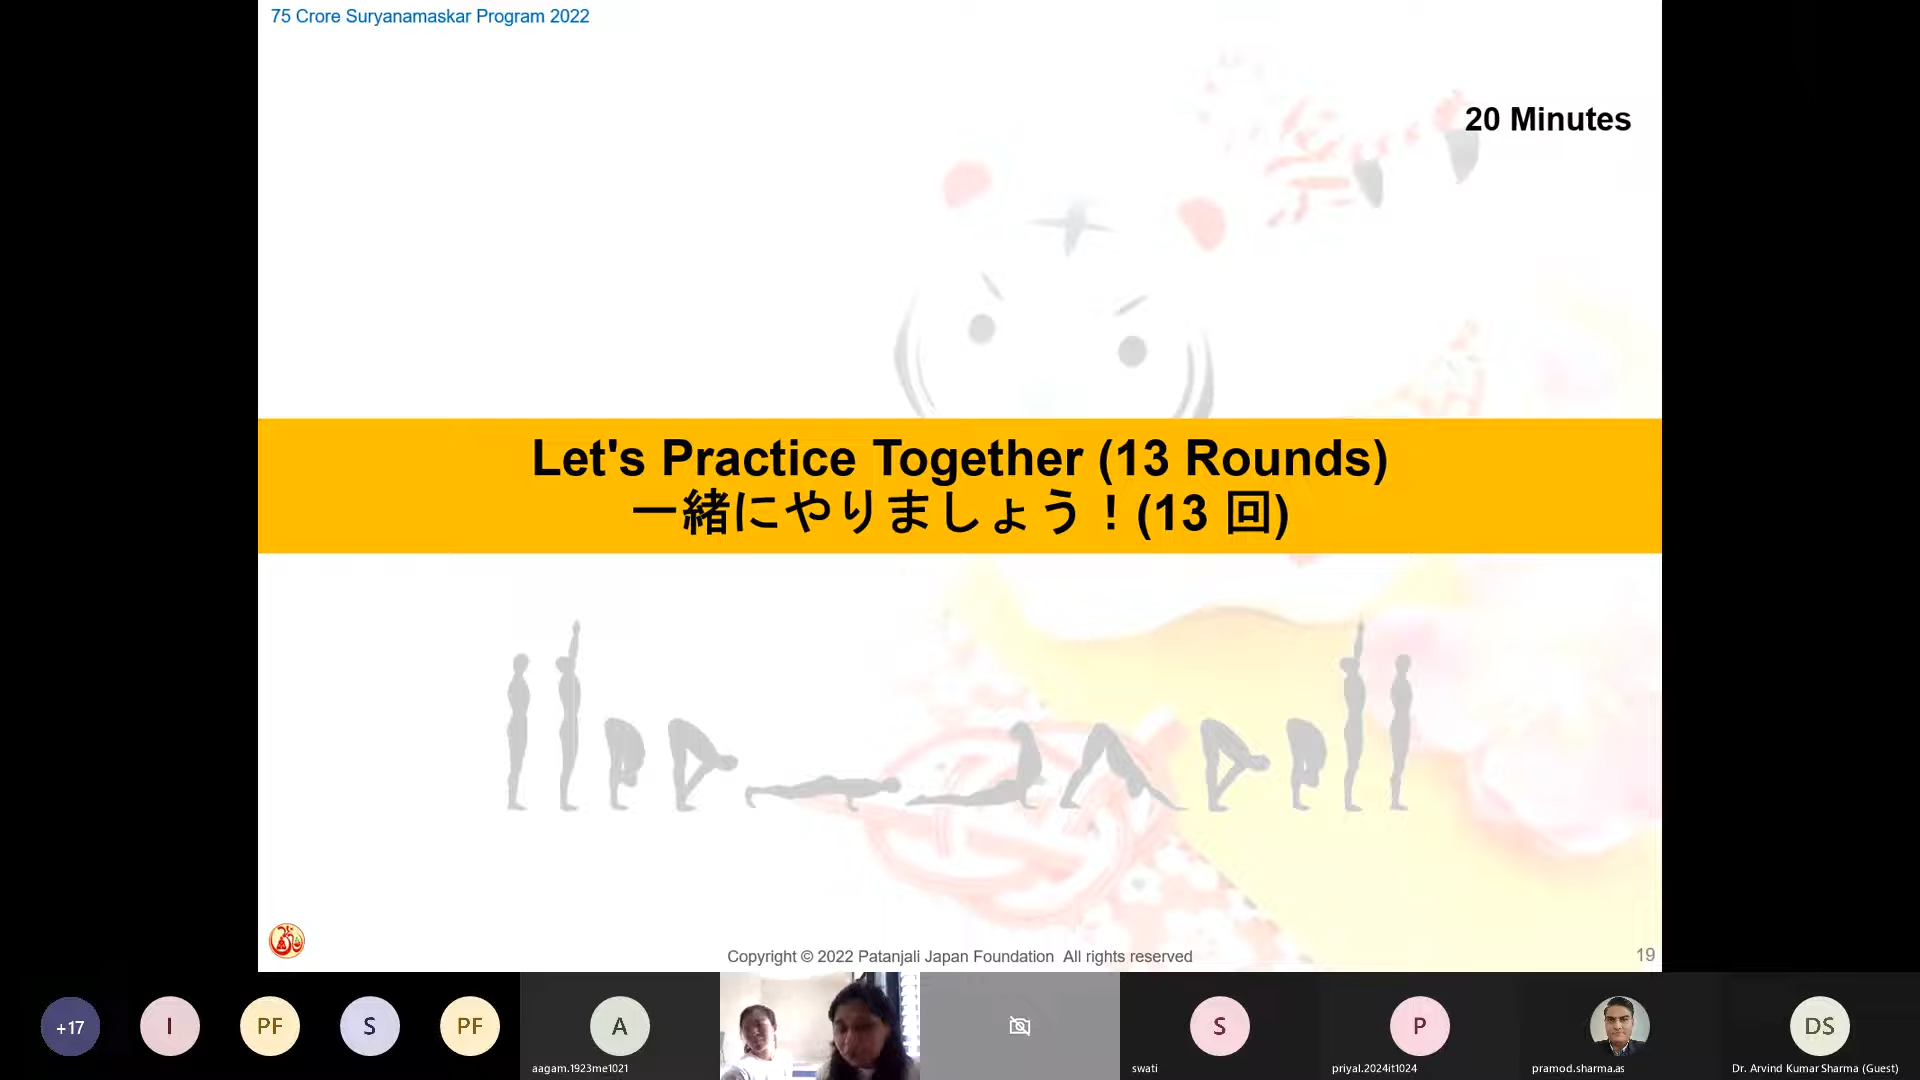 75 Crore Suryanamaskar Program 2022
20 Minutes
Let's Practice Together (13 Rounds)
一緒にやりましょう！(13 回)
Copyright © 2022 Patanjali Japan Foundation All rights reserved
19
+17
I
PF
S
PF
A
S
P
DS
aagam.1923me1021
swati
priyal.2024it1024
pramod.sharma.as
Dr. Arvind Kumar Sharma (Guest)